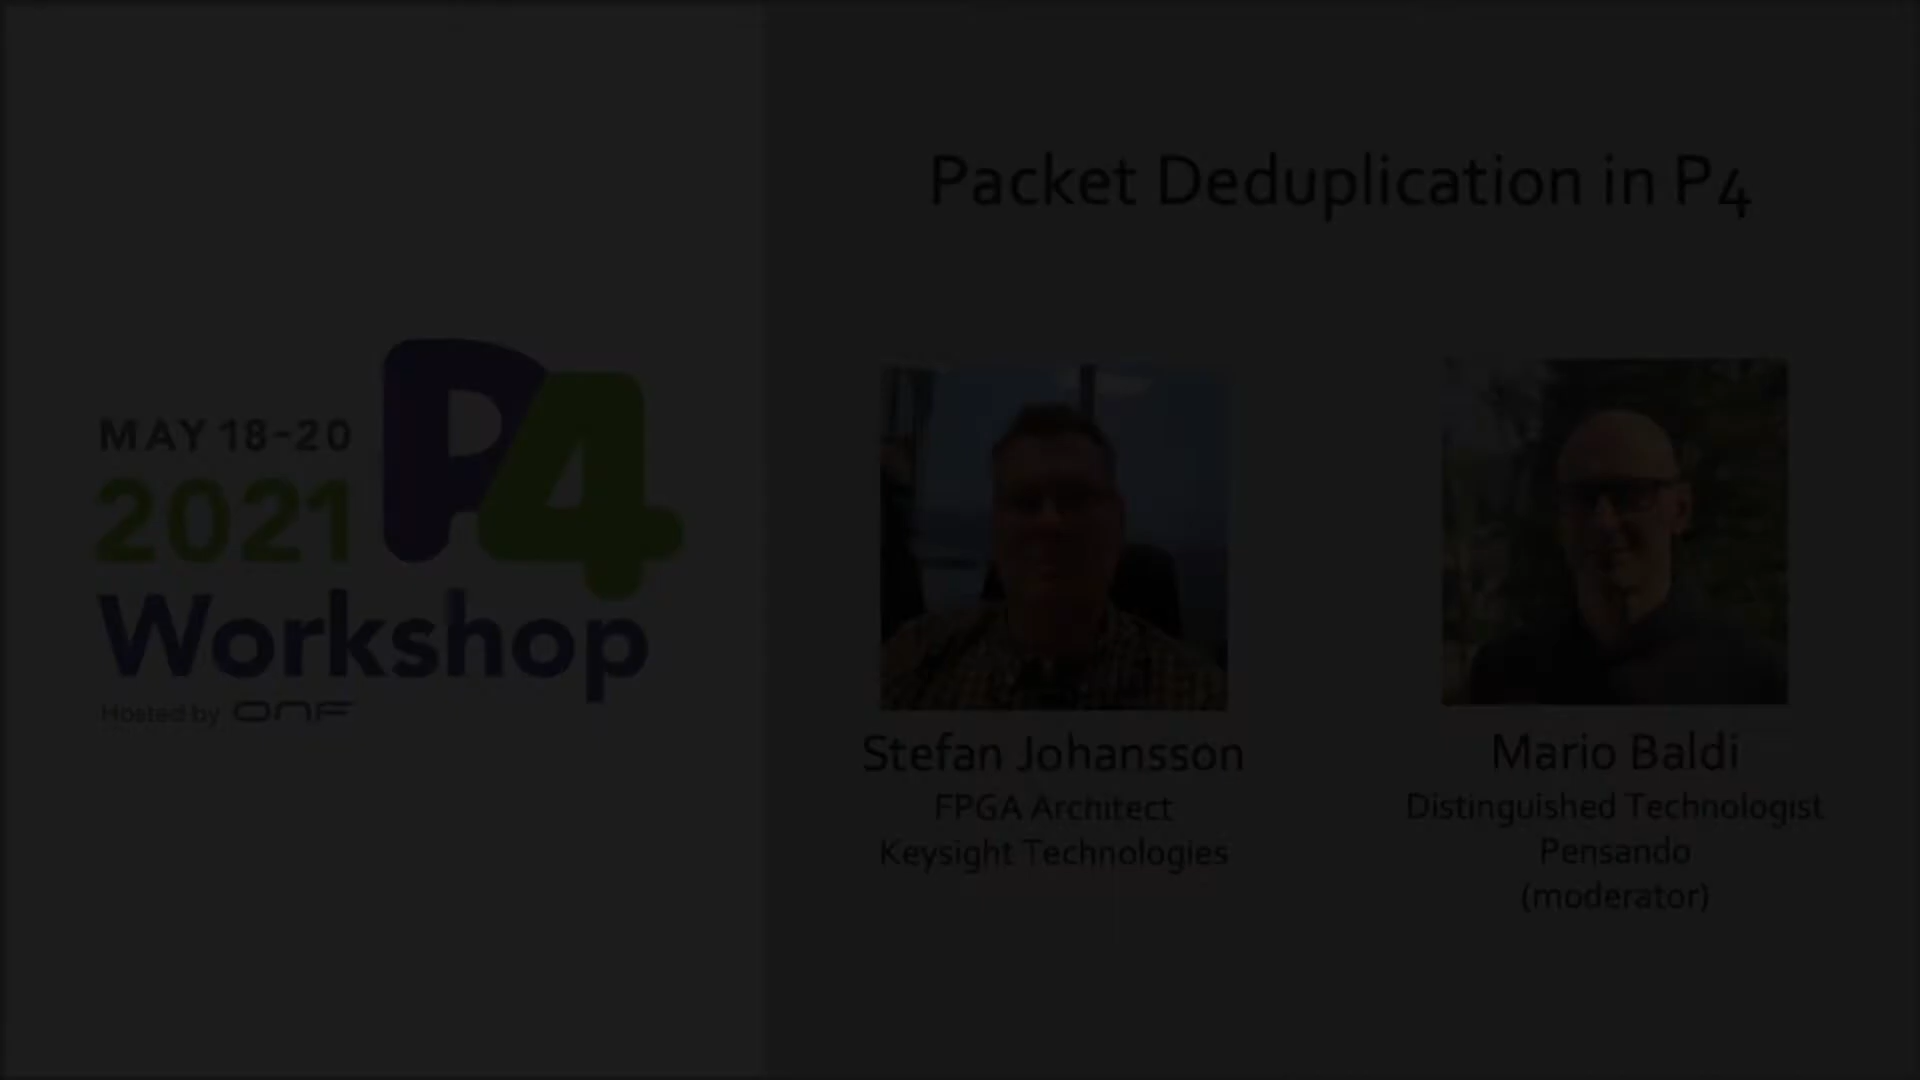 MAY 18-20
2021
P4
Workshop
Hosted by ONF
Packet Deduplication in P4
Stefan Johansson
FPGA Architect
Keysight Technologies
Mario Baldi
Distinguished Technologist
Pensando
(moderator)